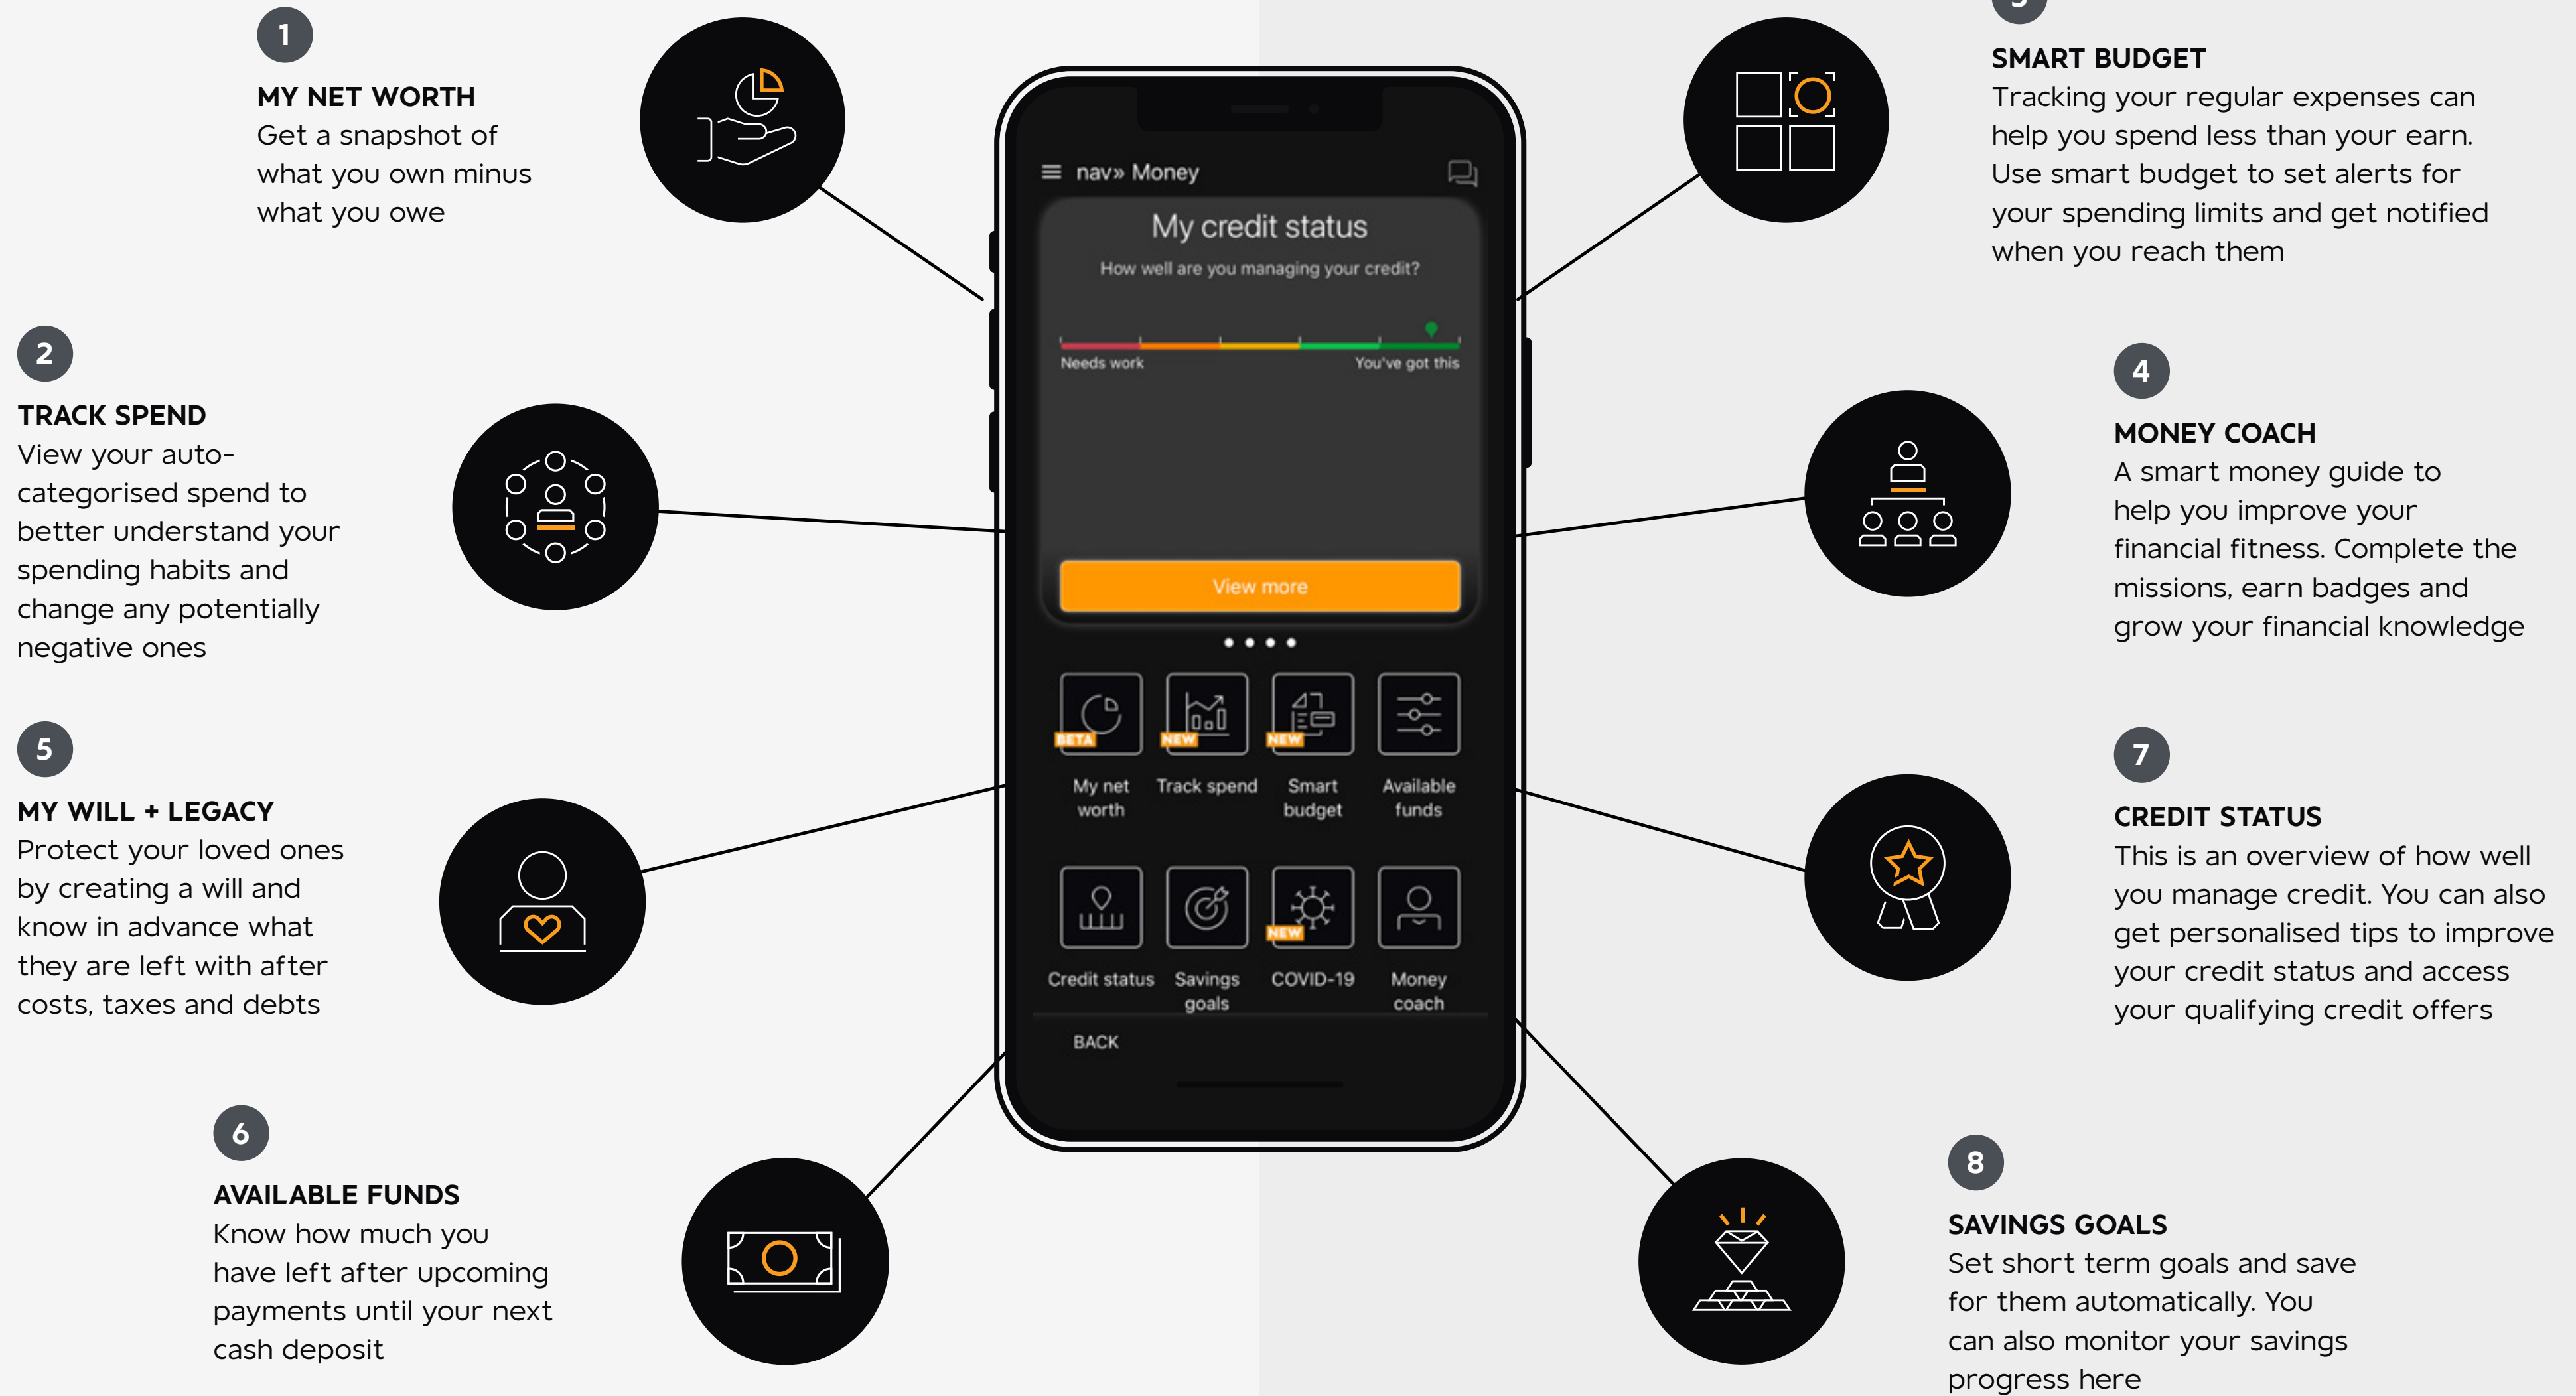 1
MY NET WORTH
Get a snapshot of
what you own minus
what you owe
2
TRACK SPEND
View your auto-
categorised spend to
better understand your
spending habits and
change any potentially
negative ones
5
MY WILL + LEGACY
Protect your loved ones
by creating a will and
know in advance what
they are left with after
costs, taxes and debts
6
AVAILABLE FUNDS
Know how much you
have left after upcoming
payments until your next
cash deposit
nav» Money
My credit status
How well are you managing your credit?
Needs work You've got this
View more
BETA NEW NEW
My net Track spend Smart Available
worth budget funds
NEW
Credit status Savings COVID-19 Money
goals coach
BACK
3
SMART BUDGET
Tracking your regular expenses can
help you spend less than your earn.
Use smart budget to set alerts for
your spending limits and get notified
when you reach them
4
MONEY COACH
A smart money guide to
help you improve your
financial fitness. Complete the
missions, earn badges and
grow your financial knowledge
7
CREDIT STATUS
This is an overview of how well
you manage credit. You can also
get personalised tips to improve
your credit status and access
your qualifying credit offers
8
SAVINGS GOALS
Set short term goals and save
for them automatically. You
can also monitor your savings
progress here